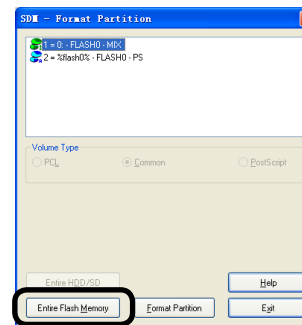 SDM - Format Partition
1 = 0: - FLASH0 - MIX
2 = %flash0% - FLASH0 - PS
Volume Type
PCL
Common
PostScript
Entire HDD/SD
Help
Entire Flash Memory
Format Partition
Exit